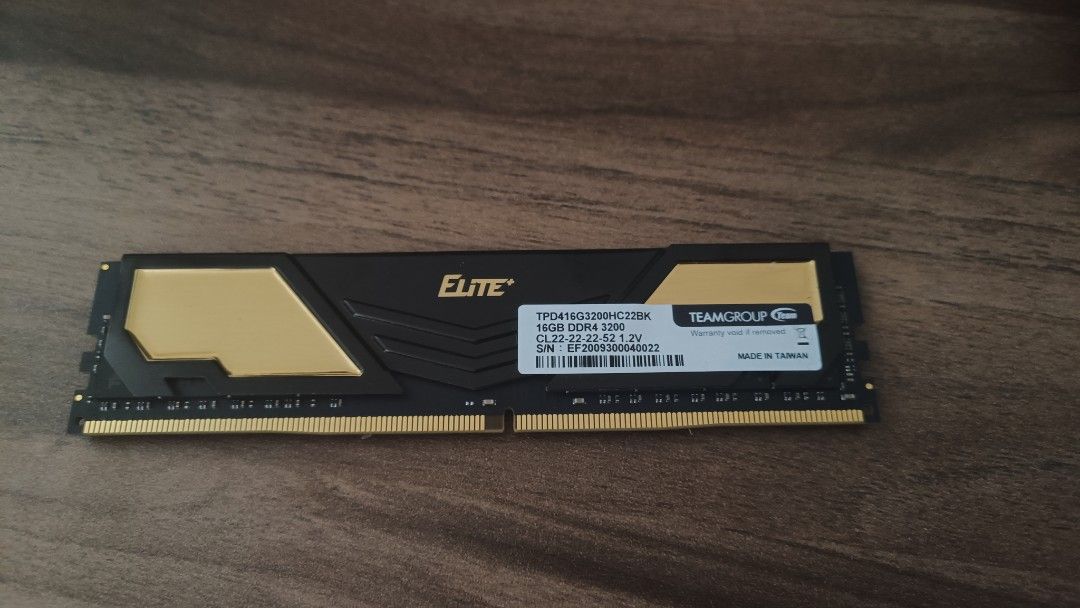 ELITE+
TPD416G3200HC22BK
16GB DDR4 3200
CL22-22-22-52 1.2V
S/N : EF2009300040022
TEAMGROUP Team
Warranty void if removed.
MADE IN TAIWAN